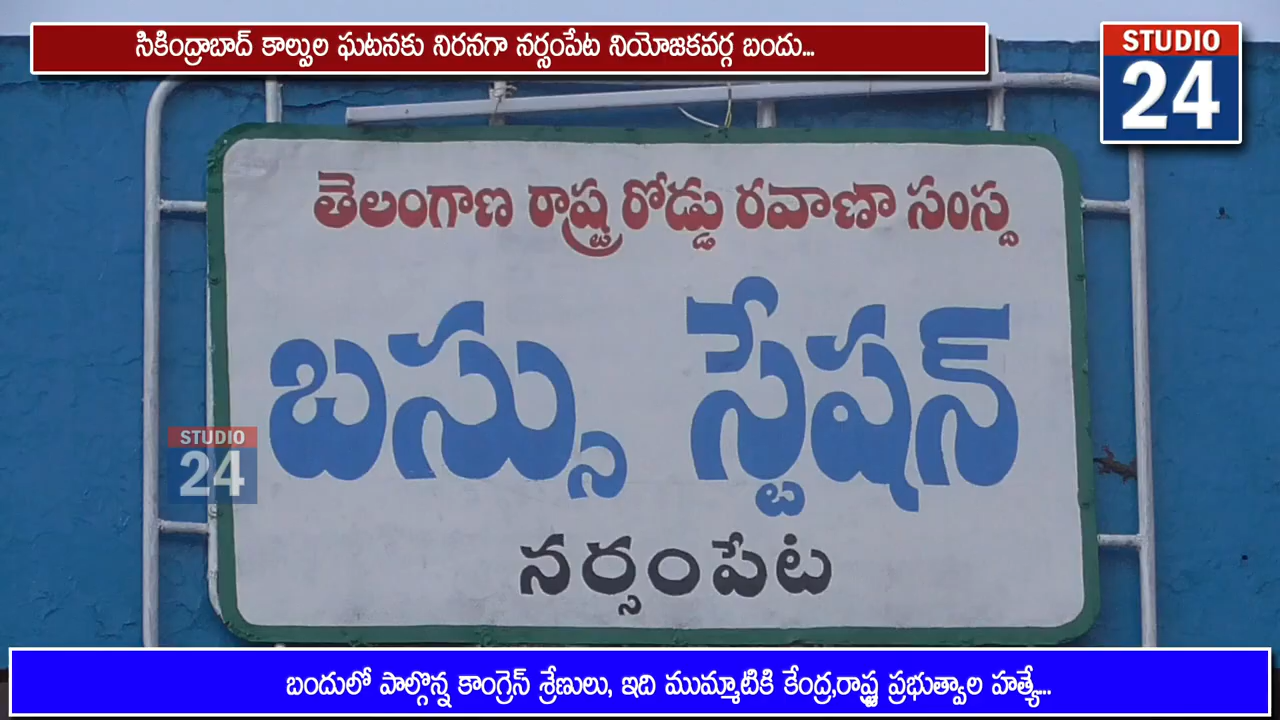 సికింద్రాబాద్ కాల్పుల ఘటనకు నిరనగా నర్సంపేట నియోజకవర్గ బందు...
STUDIO
24
తెలంగాణ రాష్ట్ర రోడ్డు రవాణా సంస్థ
బస్సు స్టేషన్
STUDIO
24
నర్సంపేట
బందులో పాల్గొన్న కాంగ్రెస్ శ్రేణులు, ఇది ముమ్మాటికి కేంద్ర,రాష్ట్ర ప్రభుత్వాల హత్యే...